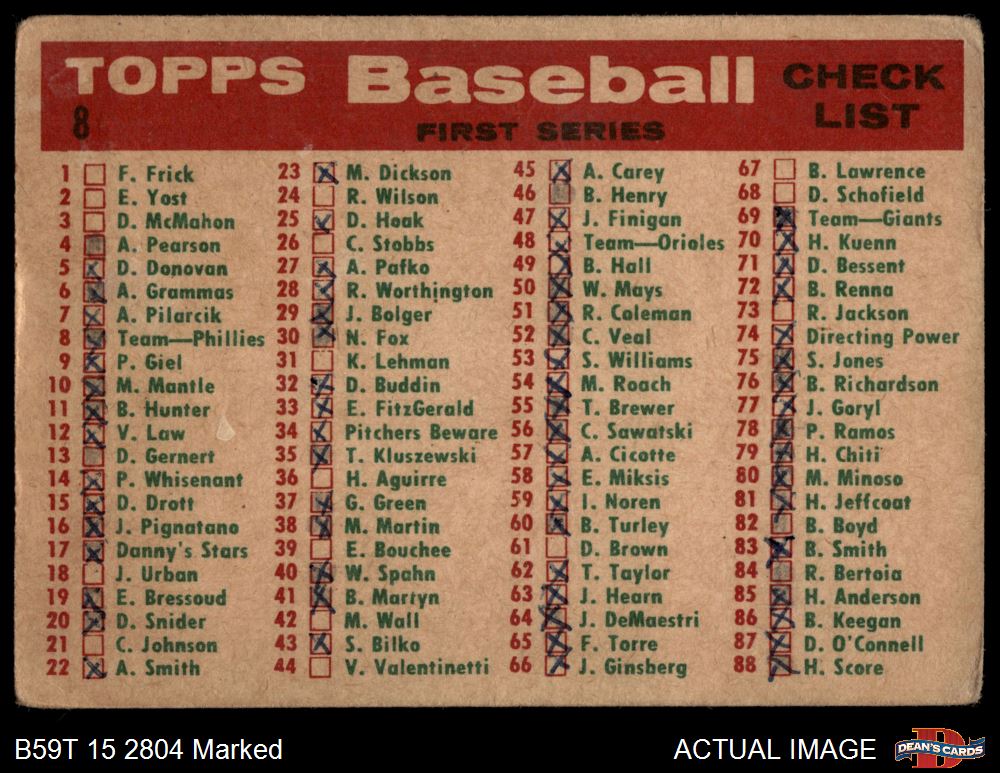 TOPPS Baseball CHECK LIST
8 FIRST SERIES
1 F. Frick
2 E. Yost
3 D. McMahon
4 A. Pearson
5 D. Donovan
6 A. Grammas
7 A. Pilarcik
8 Team—Phillies
9 P. Giel
10 M. Mantle
11 B. Hunter
12 V. Law
13 D. Gernert
14 P. Whisenant
15 D. Drott
16 J. Pignatano
17 Danny's Stars
18 J. Urban
19 E. Bressoud
20 D. Snider
21 C. Johnson
22 A. Smith
23 M. Dickson
24 R. Wilson
25 D. Hoak
26 C. Stobbs
27 A. Pafko
28 R. Worthington
29 J. Bolger
30 N. Fox
31 K. Lehman
32 D. Buddin
33 E. FitzGerald
34 Pitchers Beware
35 T. Kluszewski
36 H. Aguirre
37 G. Green
38 M. Martin
39 E. Bouchee
40 W. Spahn
41 B. Martyn
42 M. Wall
43 S. Bilko
44 V. Valentinetti
45 A. Carey
46 B. Henry
47 J. Finigan
48 Team—Orioles
49 B. Hall
50 W. Mays
51 R. Coleman
52 C. Veal
53 S. Williams
54 M. Roach
55 T. Brewer
56 C. Sawatski
57 A. Cicotte
58 E. Miksis
59 I. Noren
60 B. Turley
61 D. Brown
62 T. Taylor
63 J. Hearn
64 J. DeMaestri
65 F. Torre
66 J. Ginsberg
67 B. Lawrence
68 D. Schofield
69 Team—Giants
70 H. Kuenn
71 D. Bessent
72 B. Renna
73 R. Jackson
74 Directing Power
75 S. Jones
76 B. Richardson
77 J. Goryl
78 P. Ramos
79 H. Chiti
80 M. Minoso
81 H. Jeffcoat
82 B. Boyd
83 B. Smith
84 R. Bertoia
85 H. Anderson
86 B. Keegan
87 D. O'Connell
88 H. Score
B59T 15 2804 Marked
ACTUAL IMAGE
DEAN'S CARDS